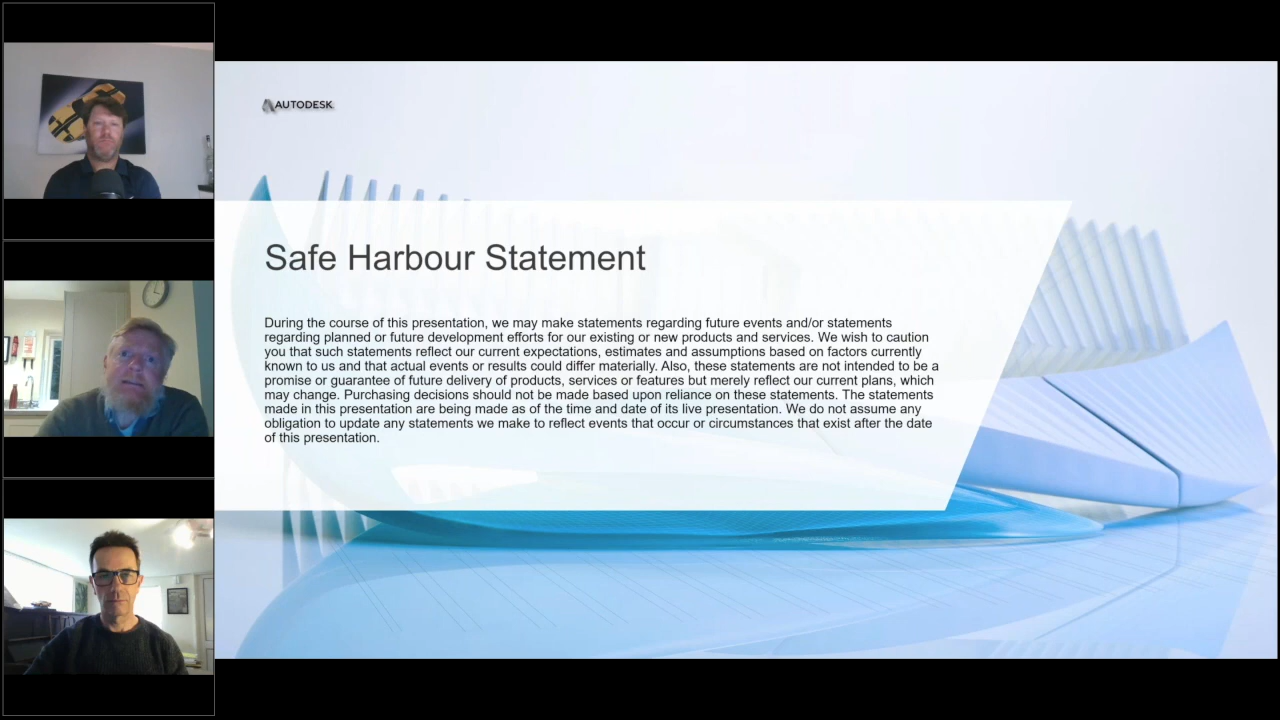 AUTODESK
Safe Harbour Statement
During the course of this presentation, we may make statements regarding future events and/or statements
regarding planned or future development efforts for our existing or new products and services. We wish to caution
you that such statements reflect our current expectations, estimates and assumptions based on factors currently
known to us and that actual events or results could differ materially. Also, these statements are not intended to be a
promise or guarantee of future delivery of products, services or features but merely reflect our current plans, which
may change. Purchasing decisions should not be made based upon reliance on these statements. The statements
made in this presentation are being made as of the time and date of its live presentation. We do not assume any
obligation to update any statements we make to reflect events that occur or circumstances that exist after the date
of this presentation.